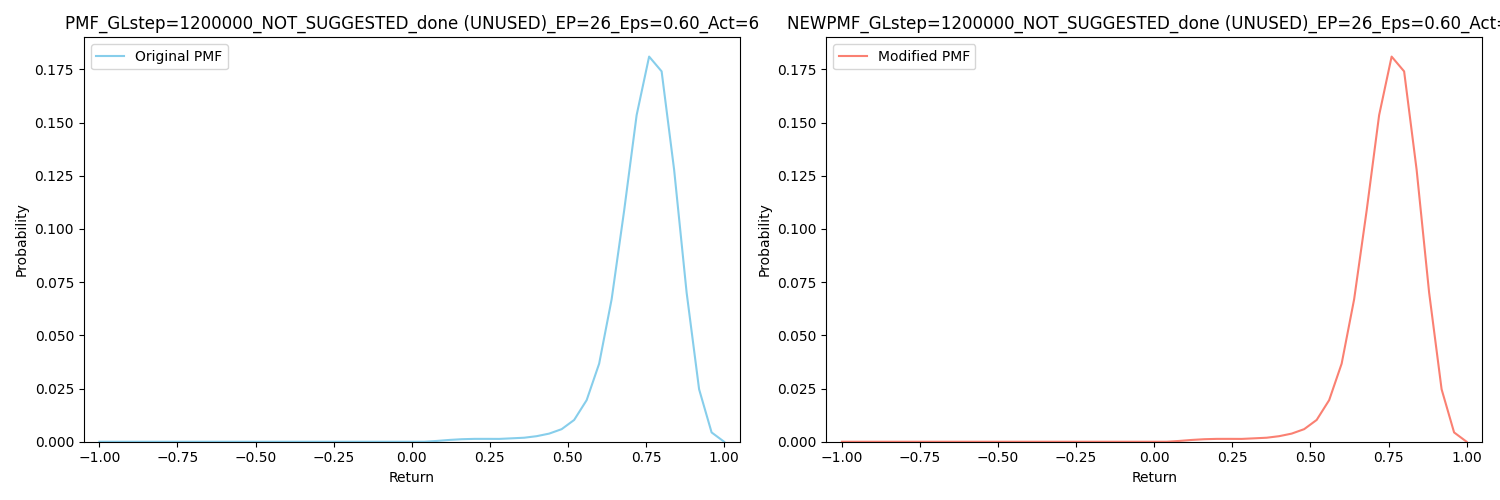 PMF_GLstep=1200000_NOT_SUGGESTED_done (UNUSED)_EP=26_Eps=0.60_Act=6
Original PMF
0.175
0.150
0.125
0.100
0.075
0.050
0.025
0.000
Probability
−1.00 −0.75 −0.50 −0.25 0.00 0.25 0.50 0.75 1.00
Return
NEWPMF_GLstep=1200000_NOT_SUGGESTED_done (UNUSED)_EP=26_Eps=0.60_Act=
Modified PMF
0.175
0.150
0.125
0.100
0.075
0.050
0.025
0.000
Probability
−1.00 −0.75 −0.50 −0.25 0.00 0.25 0.50 0.75 1.00
Return